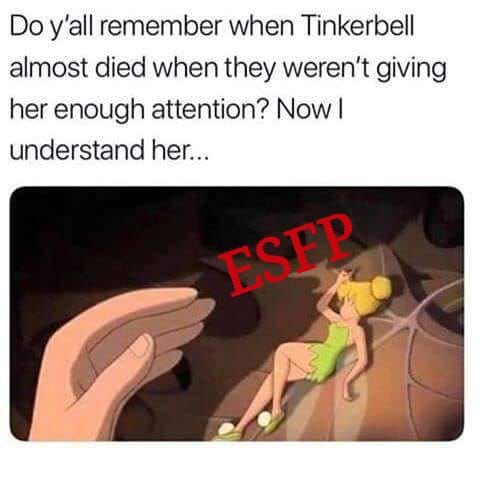 Do y'all remember when Tinkerbell
almost died when they weren't giving
her enough attention? Now I
understand her...
ESFP